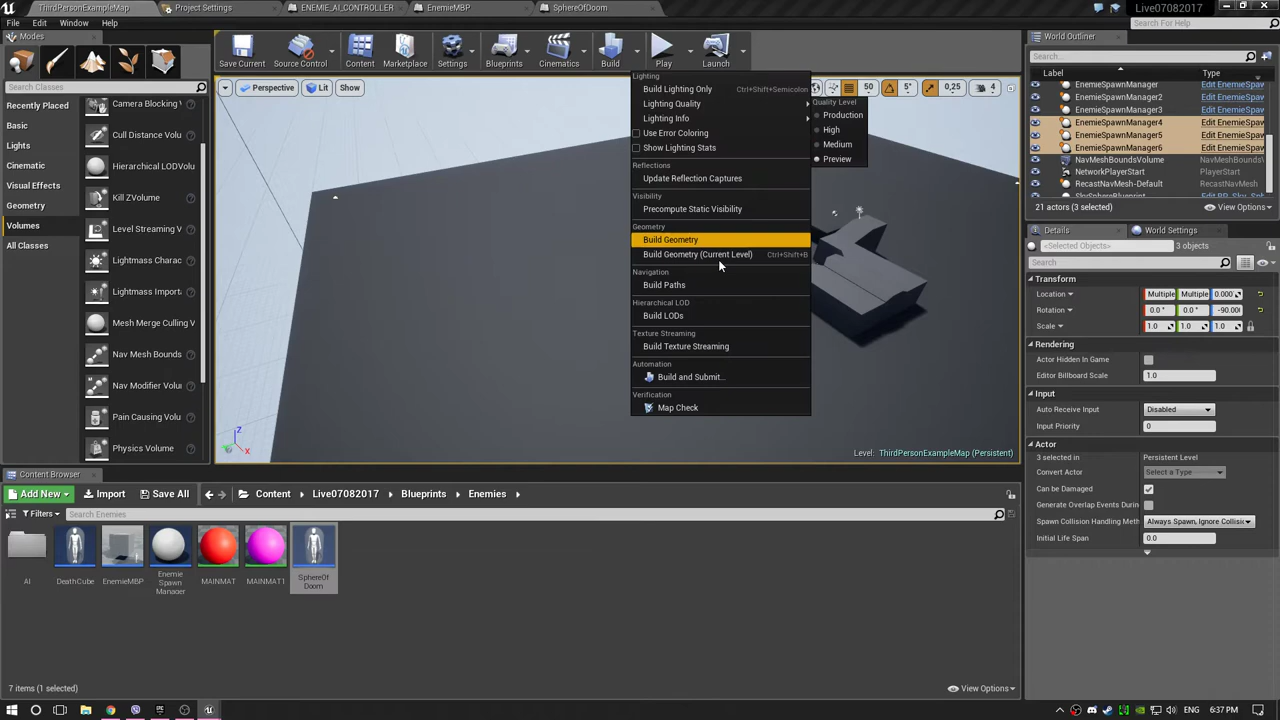 ThirdPersonExampleMap
Project Settings
ENEMIE_AI_CONTROLLER
EnemieMBP
SphereOfDoom
Live07082017
File
Edit
Window
Help
Search For Help
Modes
Save Current
Source Control
Content
Marketplace
Settings
Blueprints
Cinematics
Build
Play
Launch
World Outliner
Search...
Search Classes
Label
Type
Recently Placed
Basic
Lights
Cinematic
Visual Effects
Geometry
Volumes
All Classes
Camera Blocking V
Cull Distance Volum
Hierarchical LODVolum
Kill ZVolume
Level Streaming V
Lightmass Charac
Lightmass Import
Mesh Merge Culling V
Nav Mesh Bounds
Nav Modifier Volu
Pain Causing Volu
Physics Volume
Perspective
Lit
Show
50
5°
0,25
4
Lighting
Build Lighting Only
Ctrl+Shift+Semicolon
Lighting Quality
Lighting Info
Use Error Coloring
Show Lighting Stats
Reflections
Update Reflection Captures
Visibility
Precompute Static Visibility
Geometry
Build Geometry
Build Geometry (Current Level)
Ctrl+Shift+B
Navigation
Build Paths
Hierarchical LOD
Build LODs
Texture Streaming
Build Texture Streaming
Automation
Build and Submit...
Verification
Map Check
Quality Level
Production
High
Medium
Preview
Level: ThirdPersonExampleMap (Persistent)
EnemieSpawnManager
Edit EnemieSpaw
EnemieSpawnManager2
Edit EnemieSpaw
EnemieSpawnManager3
Edit EnemieSpaw
EnemieSpawnManager4
Edit EnemieSpaw
EnemieSpawnManager5
Edit EnemieSpaw
EnemieSpawnManager6
Edit EnemieSpaw
NavMeshBoundsVolume
NavMeshBoundsV
NetworkPlayerStart
PlayerStart
RecastNavMesh-Default
RecastNavMesh
21 actors (3 selected)
View Options
Details
World Settings
<Selected Objects>
3 objects
Search
Transform
Location
Multiple
Multiple
0.000
Rotation
0.0 °
0.0 °
-90.00
Scale
1.0
1.0
1.0
Rendering
Actor Hidden In Game
Editor Billboard Scale
1.0
Input
Auto Receive Input
Disabled
Input Priority
0
Actor
3 selected in
Persistent Level
Convert Actor
Select a Type
Can be Damaged
Generate Overlap Events Durin
Spawn Collision Handling Meth
Always Spawn, Ignore Collisio
Initial Life Span
0.0
Content Browser
Add New
Import
Save All
Content
Live07082017
Blueprints
Enemies
Filters
Search Enemies
AI
DeathCube
EnemieMBP
Enemie
Spawn
Manager
MAINMAT
MAINMAT1
SphereOf
Doom
7 items (1 selected)
View Options
ENG
6:37 PM